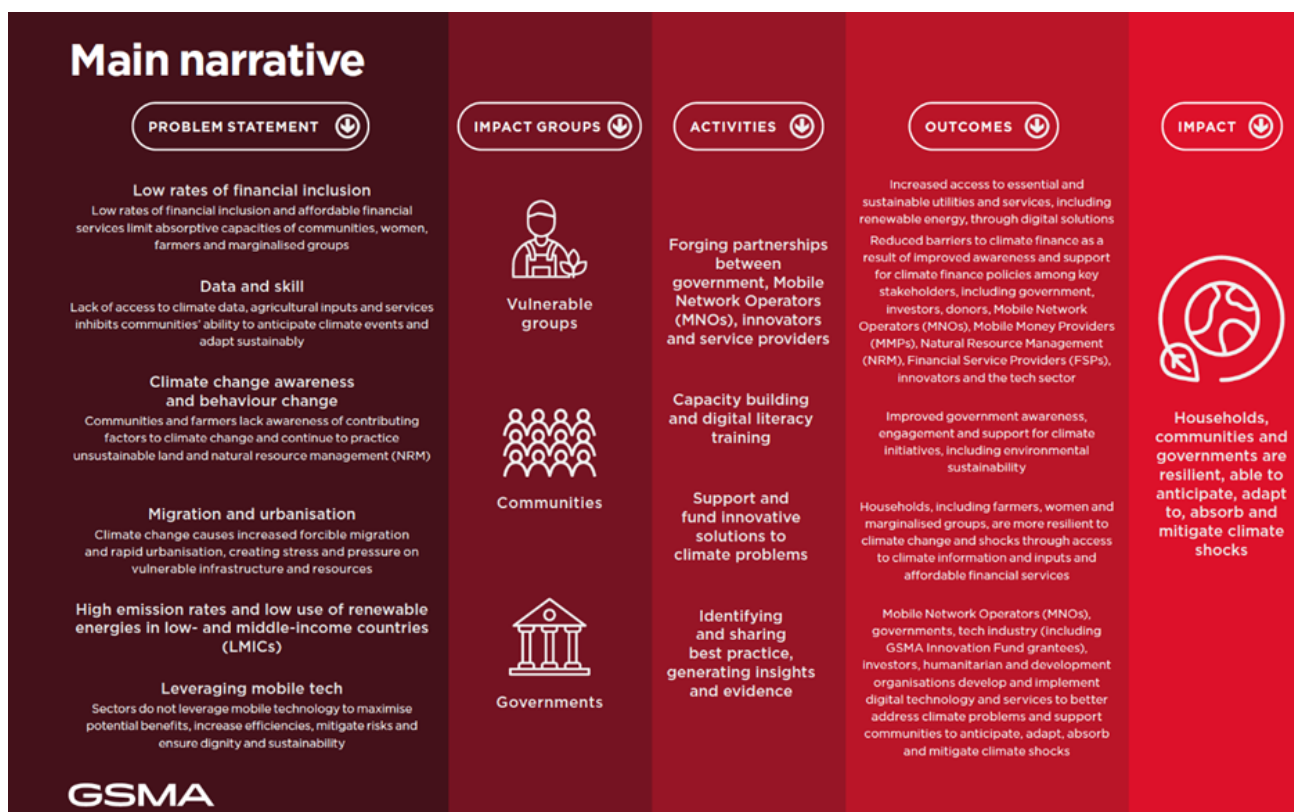 Main narrative
PROBLEM STATEMENT
Low rates of financial inclusion
Low rates of financial inclusion and affordable financial
services limit absorptive capacities of communities, women,
farmers and marginalised groups
Data and skill
Lack of access to climate data, agricultural inputs and services
inhibits communities' ability to anticipate climate events and
adapt sustainably
Climate change awareness
and behaviour change
Communities and farmers lack awareness of contributing
factors to climate change and continue to practice
unsustainable land and natural resource management (NRM)
Migration and urbanisation
Climate change causes increased forcible migration
and rapid urbanisation, creating stress and pressure on
vulnerable infrastructure and resources
High emission rates and low use of renewable
energies in low- and middle-income countries
(LMICs)
Leveraging mobile tech
Sectors do not leverage mobile technology to maximise
potential benefits, increase efficiencies, mitigate risks and
ensure dignity and sustainability
GSMA
IMPACT GROUPS
Vulnerable
groups
Communities
Governments
ACTIVITIES
Forging partnerships
between
government, Mobile
Network Operators
(MNOs), innovators
and service providers
Capacity building
and digital literacy
training
Support and
fund innovative
solutions to
climate problems
Identifying
and sharing
best practice,
generating insights
and evidence
OUTCOMES
Increased access to essential and
sustainable utilities and services, including
renewable energy, through digital solutions
Reduced barriers to climate finance as a
result of improved awareness and support
for climate finance policies among key
stakeholders, including government,
investors, donors, Mobile Network
Operators (MNOs), Mobile Money Providers
(MMPs), Natural Resource Management
(NRM), Financial Service Providers (FSPs),
innovators and the tech sector
Improved government awareness,
engagement and support for climate
initiatives, including environmental
sustainability
Households, including farmers, women and
marginalised groups, are more resilient to
climate change and shocks through access
to climate information and inputs and
affordable financial services
Mobile Network Operators (MNOs),
governments, tech industry (including
GSMA Innovation Fund grantees),
investors, humanitarian and development
organisations develop and implement
digital technology and services to better
address climate problems and support
communities to anticipate, adapt, absorb
and mitigate climate shocks
IMPACT
Households,
communities and
governments are
resilient, able to
anticipate, adapt
to, absorb and
mitigate climate
shocks